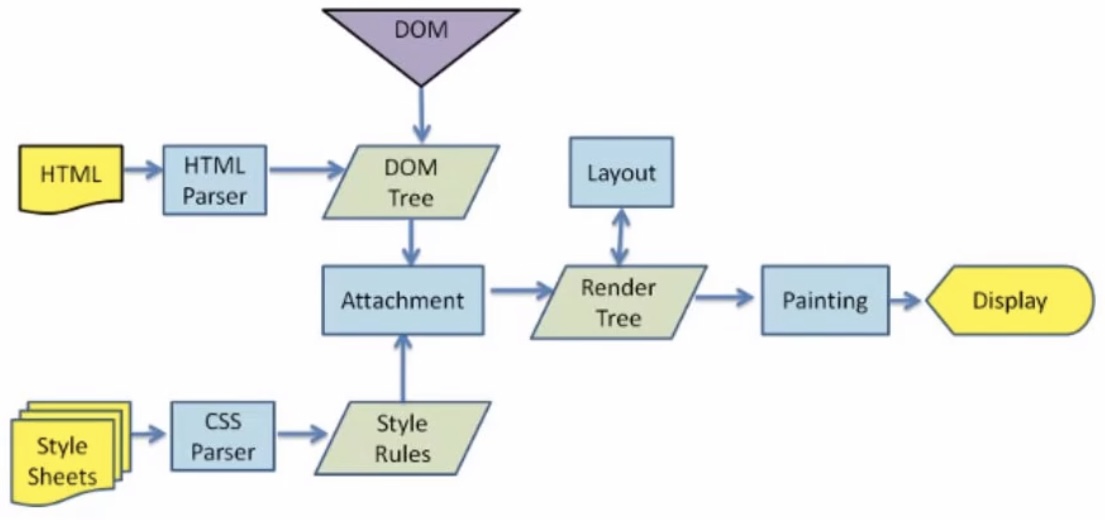 DOM
HTML
HTML
Parser
DOM
Tree
Layout
Attachment
Render
Tree
Painting
Display
Style
Sheets
CSS
Parser
Style
Rules